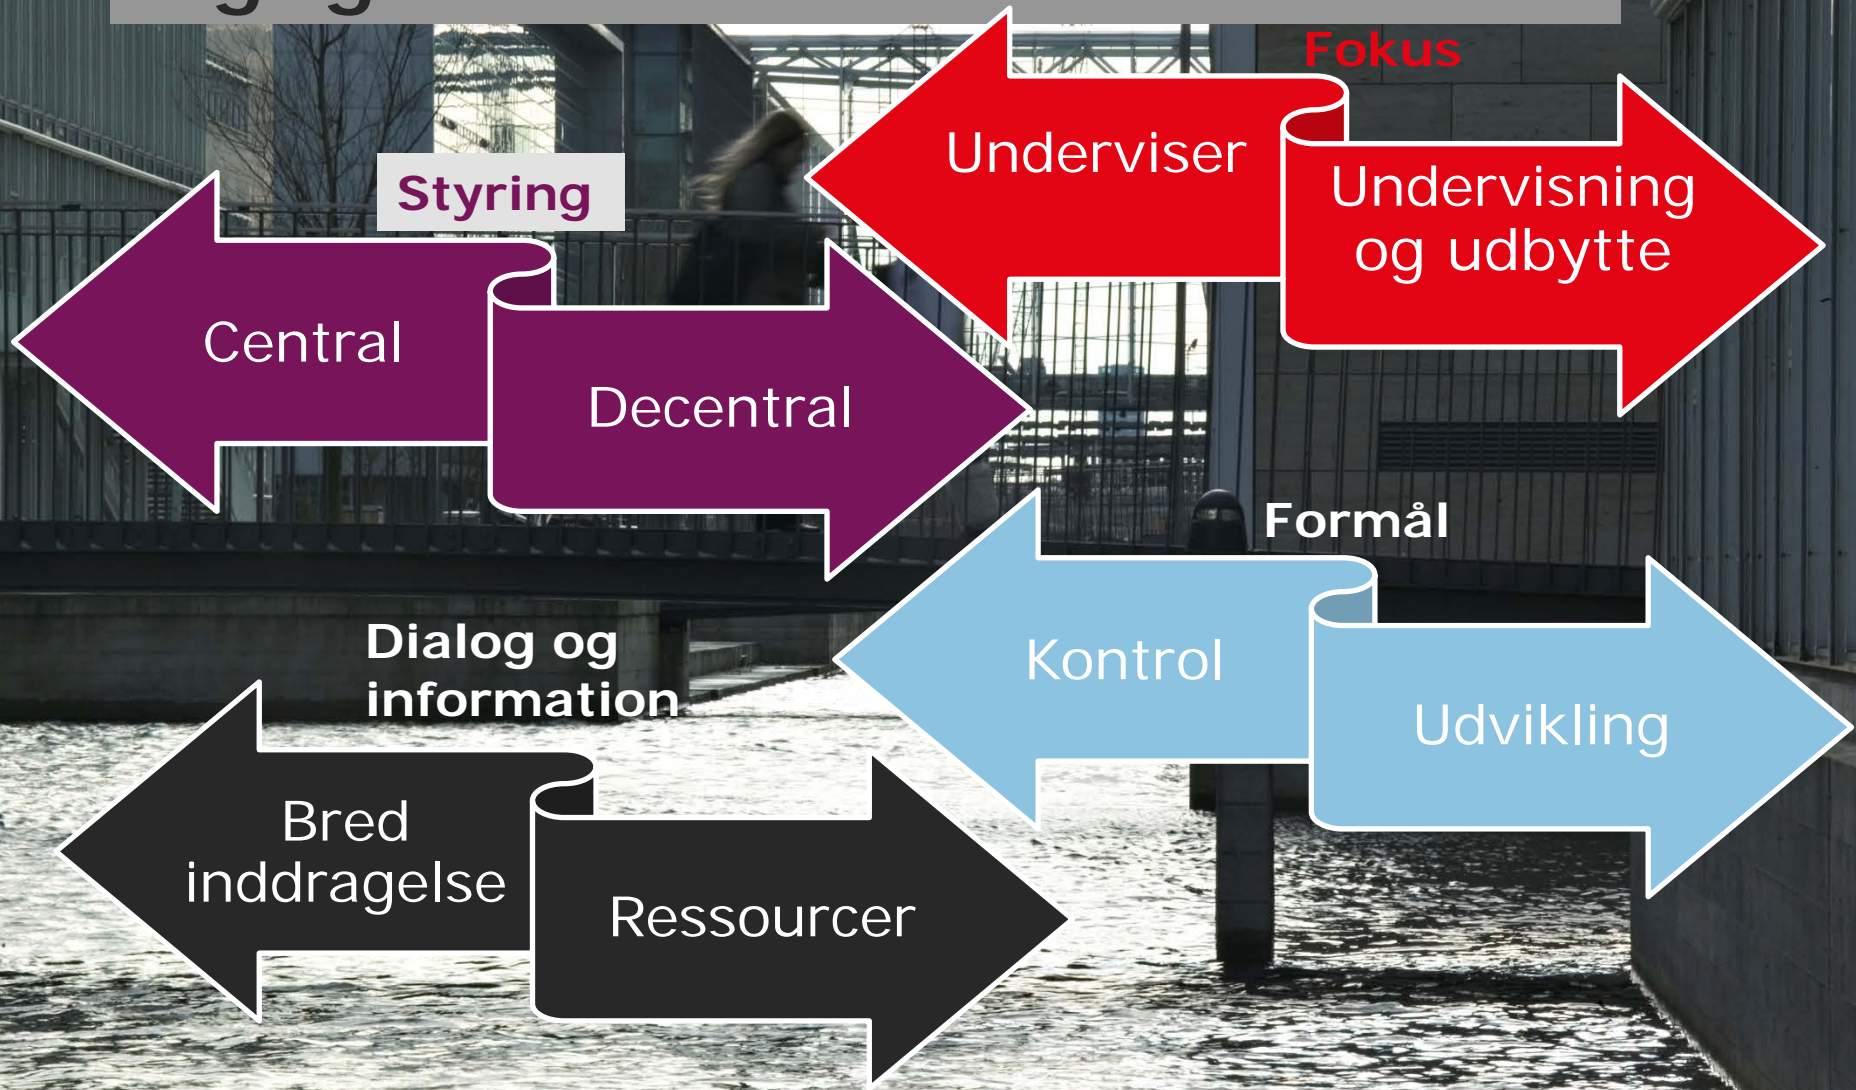 Fokus
Underviser
Undervisning
og udbytte
Styring
Central
Decentral
Formål
Kontrol
Udvikling
Dialog og
information
Bred
inddragelse
Ressourcer